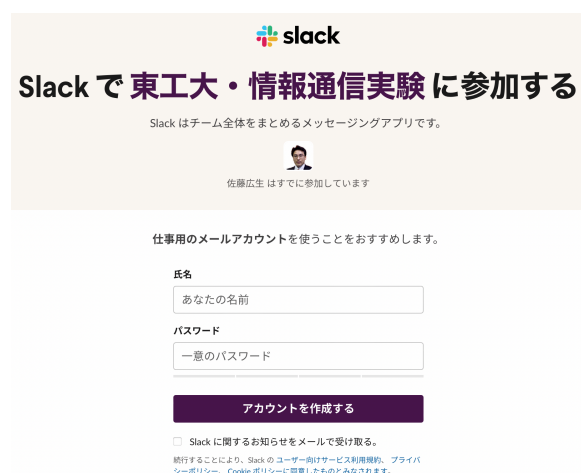 slack
Slack で 東工大・情報通信実験 に参加する
Slack はチーム全体をまとめるメッセージングアプリです。
佐藤広生 はすでに参加しています
仕事用のメールアカウントを使うことをおすすめします。
氏名
あなたの名前
パスワード
一意のパスワード
アカウントを作成する
Slack に関するお知らせをメールで受け取る。
続行することにより、Slack の ユーザー向けサービス利用規約、 プライバ
シーポリシー、 Cookie ポリシーに同意したものとみなされます。